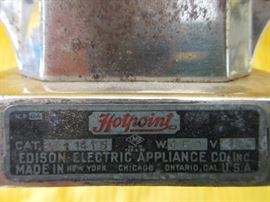 Hotpoint
CAT. W V
EDISON ELECTRIC APPLIANCE CO., INC.
MADE IN NEW YORK CHICAGO ONTARIO, CAL. U.S.A